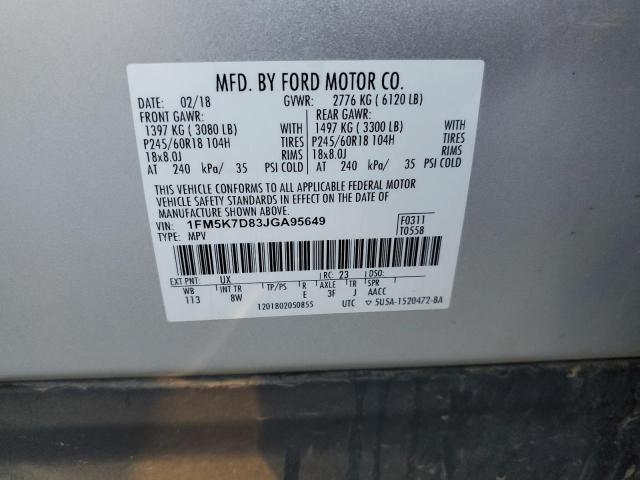 MFD. BY FORD MOTOR CO.
DATE: 02/18 GVWR: 2776 KG ( 6120 LB)
FRONT GAWR: REAR GAWR:
1397 KG ( 3080 LB) WITH 1497 KG ( 3300 LB) WITH
P245/60R18 104H TIRES P245/60R18 104H TIRES
18x8.0J RIMS 18x8.0J RIMS
AT 240 kPa/ 35 PSI COLD AT 240 kPa/ 35 PSI COLD
THIS VEHICLE CONFORMS TO ALL APPLICABLE FEDERAL MOTOR
VEHICLE SAFETY STANDARDS IN EFFECT ON THE DATE OF
MANUFACTURE SHOWN ABOVE.
VIN: 1FM5K7D83JGA95649 F0311
TYPE: MPV T0558
EXT PNT: UX RC: 23 DSO:
WB INT TR TP/PS R AXLE TR SPR
113 8W E 3F J AACC
1201802050855 UTC ▽ 5U5A-1520472-BA